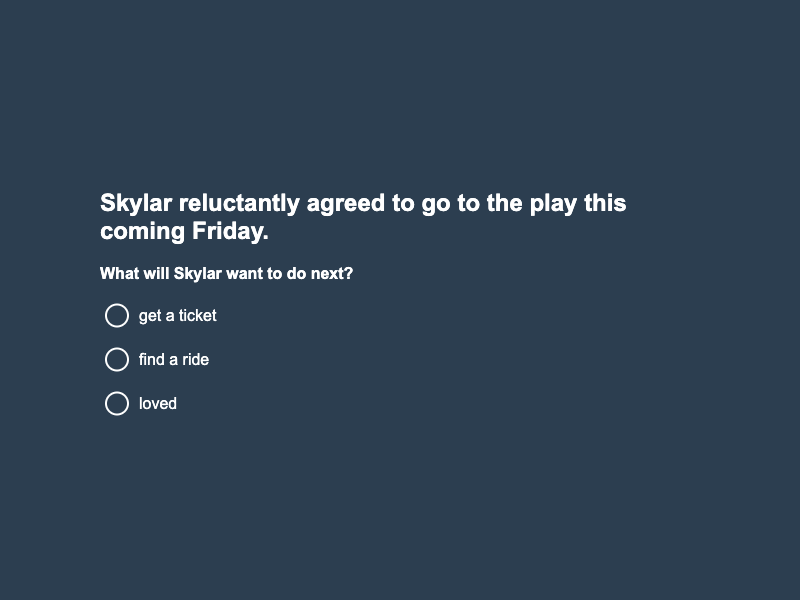 Skylar reluctantly agreed to go to the play this
coming Friday.
What will Skylar want to do next?
get a ticket
find a ride
loved